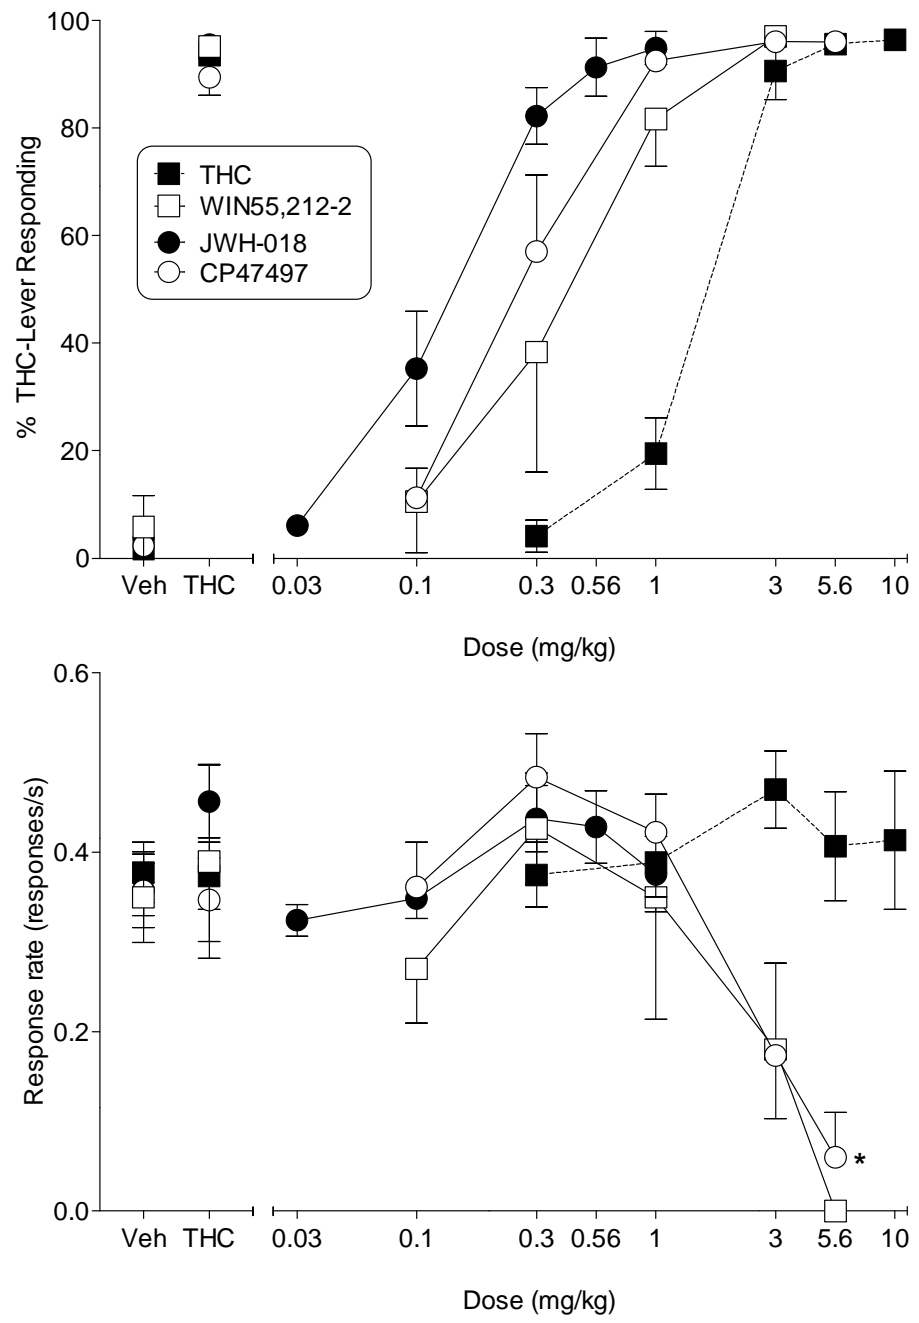 % THC-Lever Responding
100
80
60
40
20
0
THC
WIN55,212-2
JWH-018
CP47497
Veh THC 0.03 0.1 0.3 0.56 1 3 5.6 10
Dose (mg/kg)
Response rate (responses/s)
0.6
0.4
0.2
0.0
*
Veh THC 0.03 0.1 0.3 0.56 1 3 5.6 10
Dose (mg/kg)